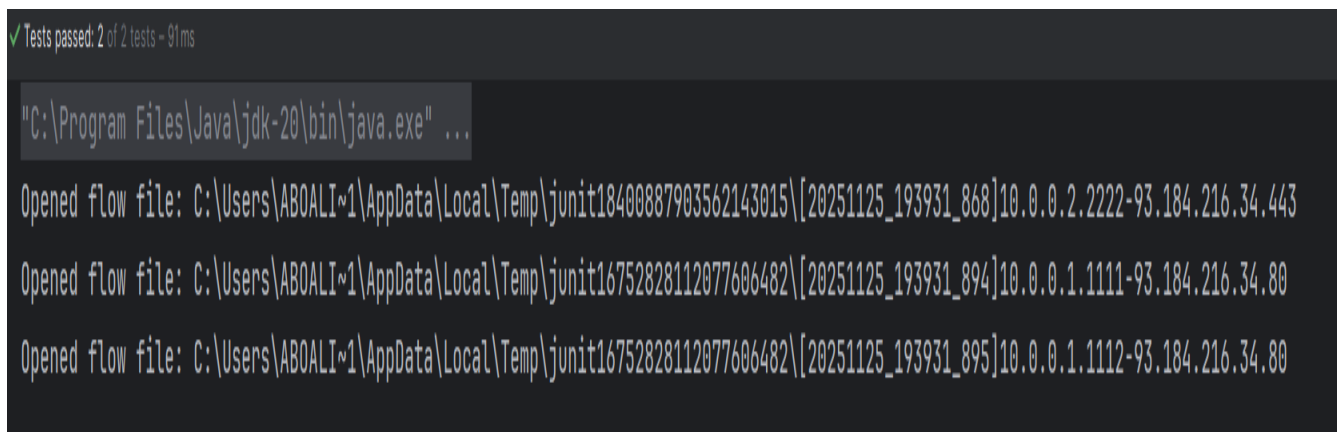 ✓ Tests passed: 2 of 2 tests – 91ms
"C:\Program Files\Java\jdk-20\bin\java.exe" ...
Opened flow file: C:\Users\ABOALI~1\AppData\Local\Temp\junit18400887903562143015\[20251125_193931_868]10.0.0.2.2222-93.184.216.34.443
Opened flow file: C:\Users\ABOALI~1\AppData\Local\Temp\junit16752828112077606482\[20251125_193931_894]10.0.0.1.1111-93.184.216.34.80
Opened flow file: C:\Users\ABOALI~1\AppData\Local\Temp\junit16752828112077606482\[20251125_193931_895]10.0.0.1.1112-93.184.216.34.80